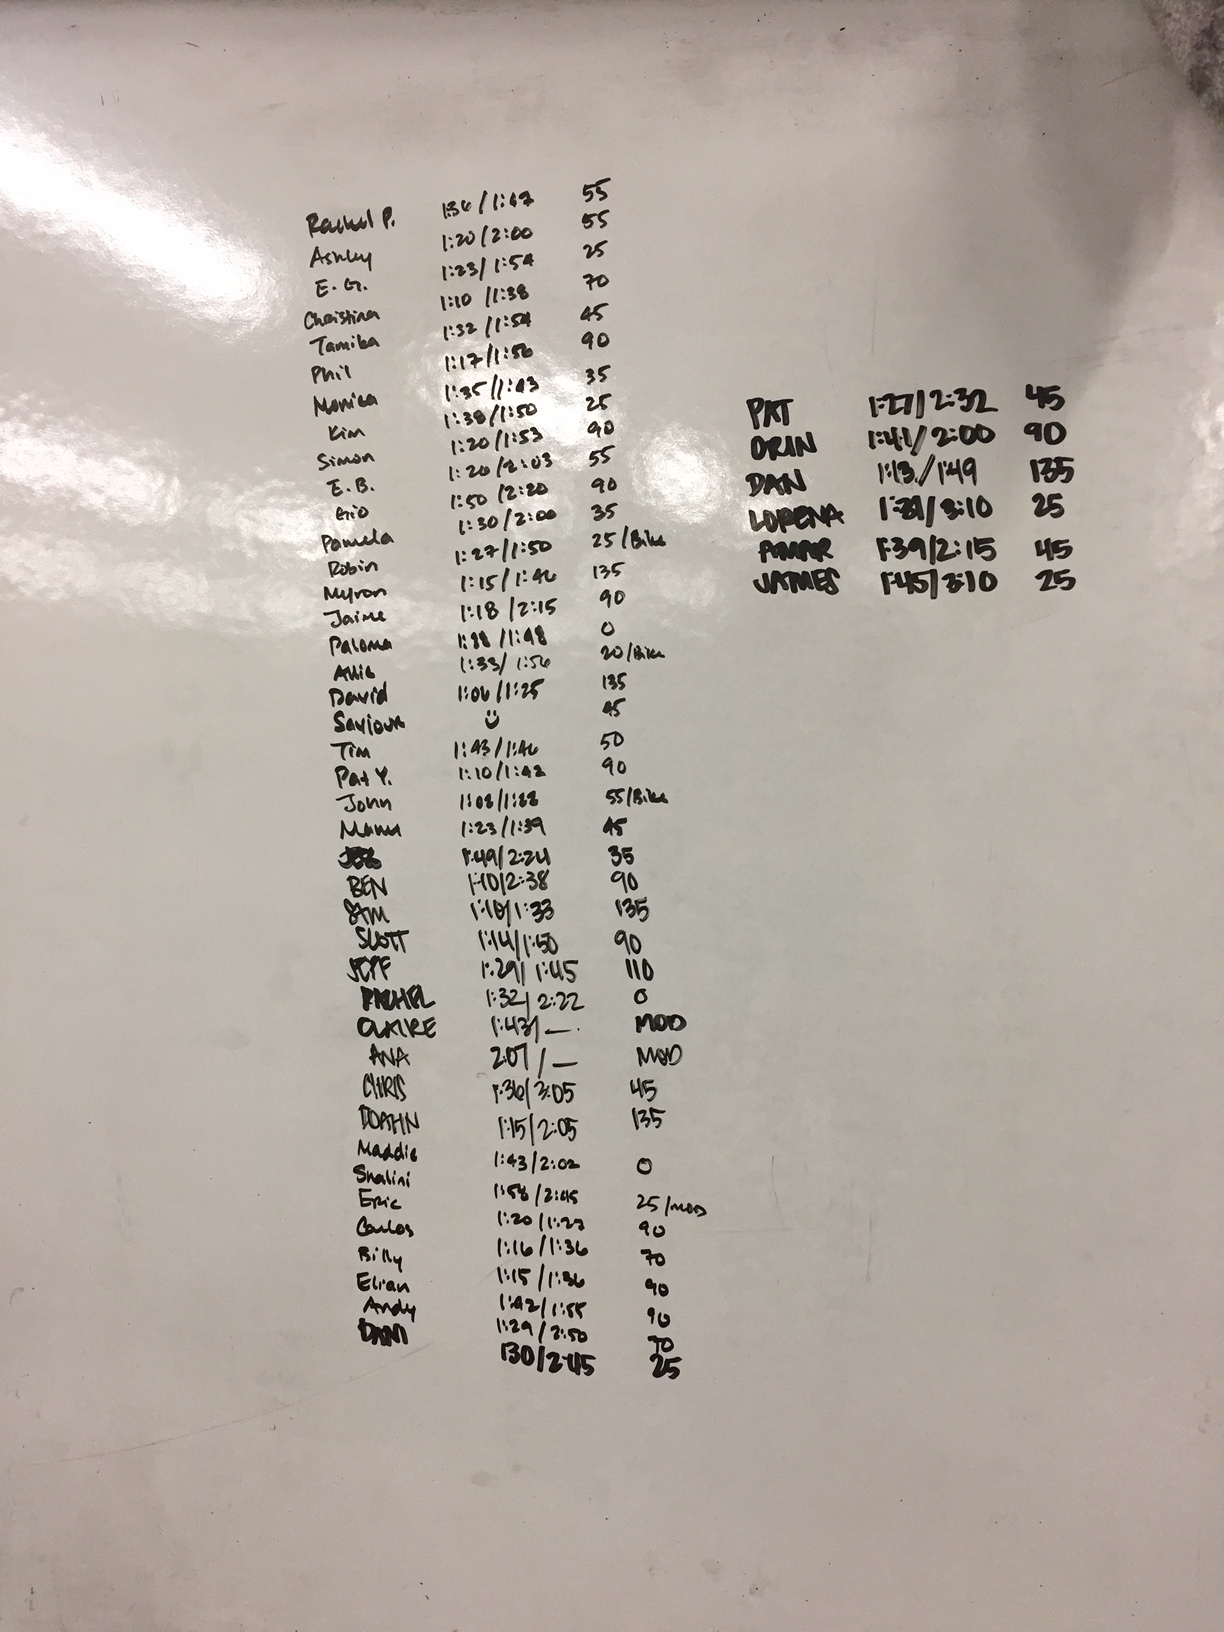 Rachel P. 1:36/1:47 55
Ashley 1:20/2:00 55
E.G. 1:23/1:54 25
Christina 1:10/1:38 70
Tamika 1:32/1:54 45
Phil 1:17/1:56 90
Monica 1:35/1:43 35
Kim 1:38/1:50 25
Simon 1:20/1:53 90
E.B. 1:20/2:03 55
Gio 1:50/2:20 90
Pamela 1:30/2:00 35
Robin 1:27/1:50 25/Bike
Myron 1:15/1:46 135
Jaime 1:18/2:15 90
Paloma 1:28/1:48 0
Allie 1:33/1:56 20/Bike
David 1:06/1:25 135
Saviour 45
Tim 1:43/1:46 50
Pat Y. 1:10/1:42 90
John 1:08/1:28 55/Bike
1:23/1:39 45
1:49/2:24 35
BEN 1:10/2:38 90
SAM 1:10/1:33 135
SCOTT 1:14/1:50 90
JEFF 1:29/1:45 110
RACHEL 1:32/2:22 0
CLAIRE 1:43/— MOD
ANA 2:07/— MOD
CHRIS 1:36/3:05 45
DOAHN 1:15/2:05 135
Maddie 1:43/2:02 0
Shalini 1:58/2:45 25/MOD
Eric 1:20/1:27 90
Carlos 1:16/1:36 70
Billy 1:15/1:36 90
Elian 1:42/1:55 90
Andy 1:29/2:50 70
DANI 1:30/2:45 25
PAT 1:27/2:32 45
ORIN 1:41/2:00 90
DAN 1:13/1:49 135
LORENA 1:31/3:10 25
AMAR 1:39/2:15 45
JAMES 1:45/3:10 25